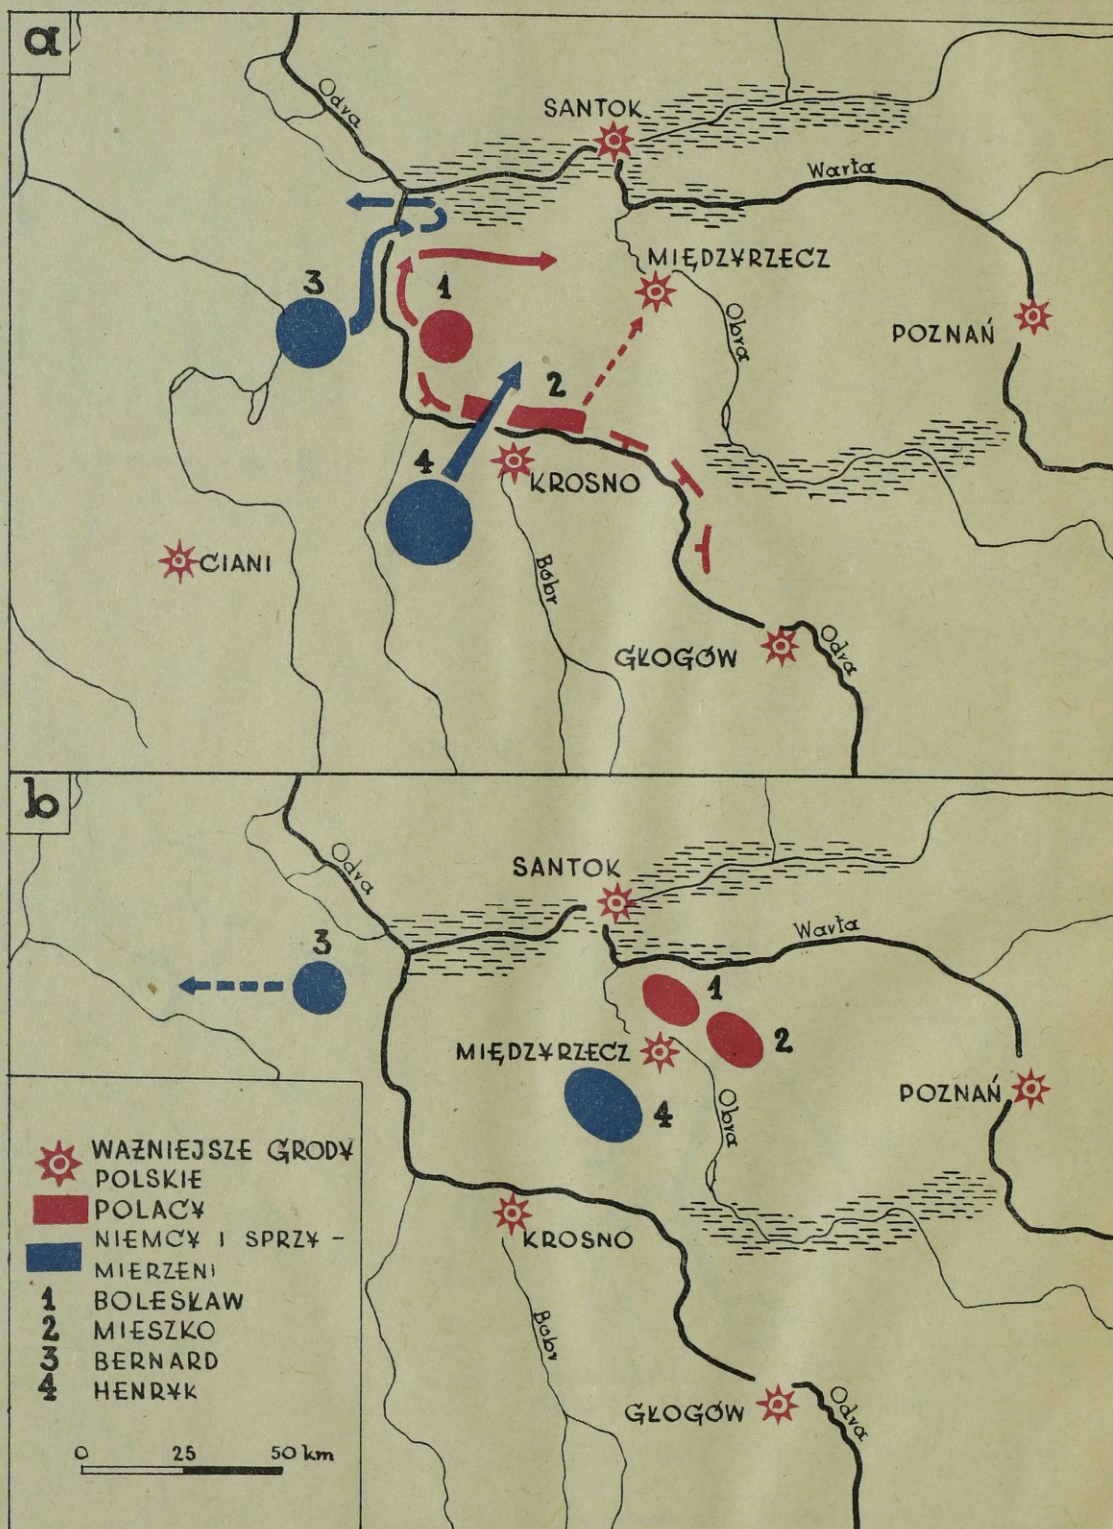 a
Odra
SANTOK
Warta
MIĘDZYRZECZ
3
1
Obra
POZNAŃ
2
4
KROSNO
CIANI
Bóbr
GŁOGÓW
Odra
b
Odra
SANTOK
Warta
3
1
2
MIĘDZYRZECZ
4
Obra
POZNAŃ
KROSNO
Bóbr
GŁOGÓW
Odra
WAŻNIEJSZE GRODY
POLSKIE
POLACY
NIEMCY I SPRZY-
MIERZENI
1 BOLESŁAW
2 MIESZKO
3 BERNARD
4 HENRYK
0 25 50 km